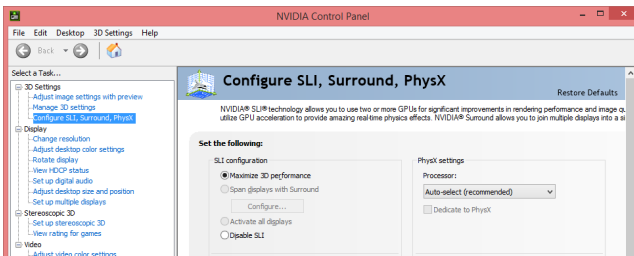 NVIDIA Control Panel
File Edit Desktop 3D Settings Help
Back
Select a Task...
3D Settings
Adjust image settings with preview
Manage 3D settings
Configure SLI, Surround, PhysX
Display
Change resolution
Adjust desktop color settings
Rotate display
View HDCP status
Set up digital audio
Adjust desktop size and position
Set up multiple displays
Stereoscopic 3D
Set up stereoscopic 3D
View rating for games
Video
Adjust video color settings
Configure SLI, Surround, PhysX
Restore Defaults
NVIDIA® SLI® technology allows you to use two or more GPUs for significant improvements in rendering performance and image qu
utilize GPU acceleration to provide amazing real-time physics effects. NVIDIA® Surround allows you to join multiple displays into a si
Set the following:
SLI configuration
Maximize 3D performance
Span displays with Surround
Configure...
Activate all displays
Disable SLI
PhysX settings
Processor:
Auto-select (recommended)
Dedicate to PhysX